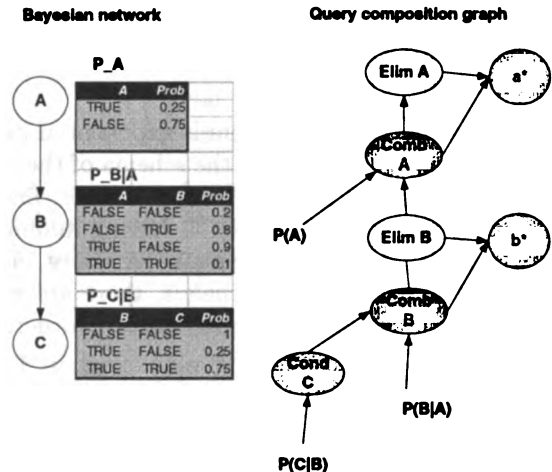 Bayesian network
Query composition graph
P_A
A Prob
TRUE 0.25
FALSE 0.75
A
P_B|A
A B Prob
FALSE FALSE 0.2
FALSE TRUE 0.8
TRUE FALSE 0.9
TRUE TRUE 0.1
B
P_C|B
B C Prob
FALSE FALSE 1
TRUE FALSE 0.25
TRUE TRUE 0.75
C
Elim A
a*
Comb
A
P(A)
Elim B
b*
Comb
B
Cond
C
P(B|A)
P(C|B)